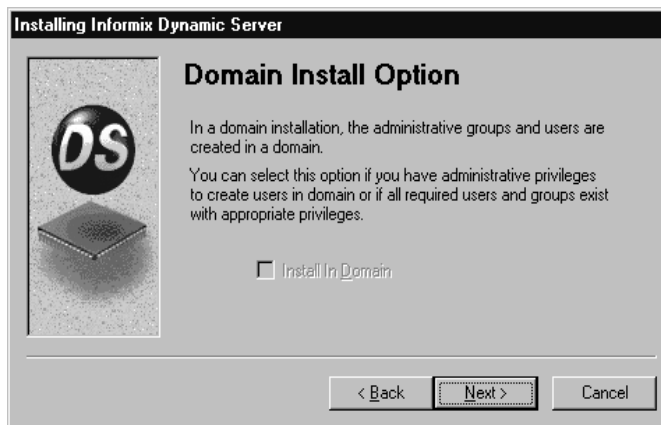 Installing Informix Dynamic Server
Domain Install Option
DS
In a domain installation, the administrative groups and users are
created in a domain.
You can select this option if you have administrative privileges
to create users in domain or if all required users and groups exist
with appropriate privileges.
Install In Domain
< Back
Next >
Cancel